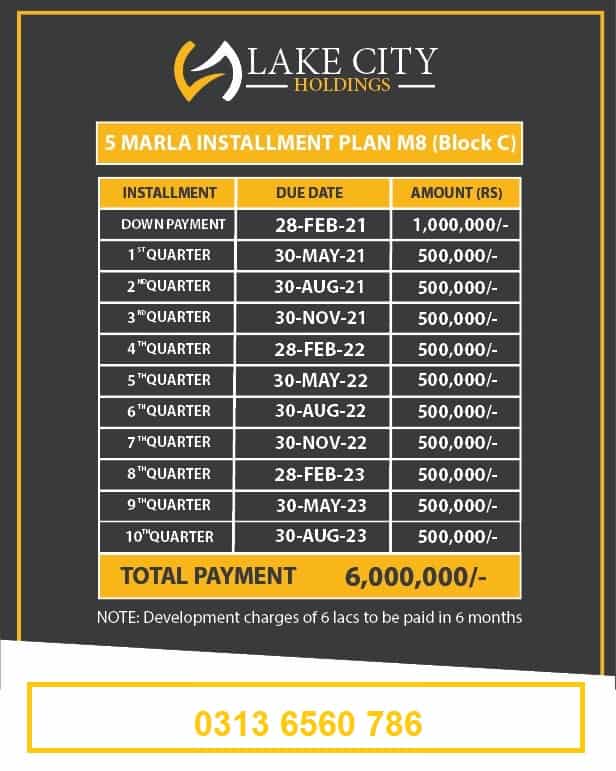 LAKE CITY
HOLDINGS
5 MARLA INSTALLMENT PLAN M8 (Block C)
INSTALLMENT DUE DATE AMOUNT (RS)
DOWN PAYMENT 28-FEB-21 1,000,000/-
1ST QUARTER 30-MAY-21 500,000/-
2ND QUARTER 30-AUG-21 500,000/-
3RD QUARTER 30-NOV-21 500,000/-
4TH QUARTER 28-FEB-22 500,000/-
5TH QUARTER 30-MAY-22 500,000/-
6TH QUARTER 30-AUG-22 500,000/-
7TH QUARTER 30-NOV-22 500,000/-
8TH QUARTER 28-FEB-23 500,000/-
9TH QUARTER 30-MAY-23 500,000/-
10TH QUARTER 30-AUG-23 500,000/-
TOTAL PAYMENT 6,000,000/-
NOTE: Development charges of 6 lacs to be paid in 6 months
0313 6560 786